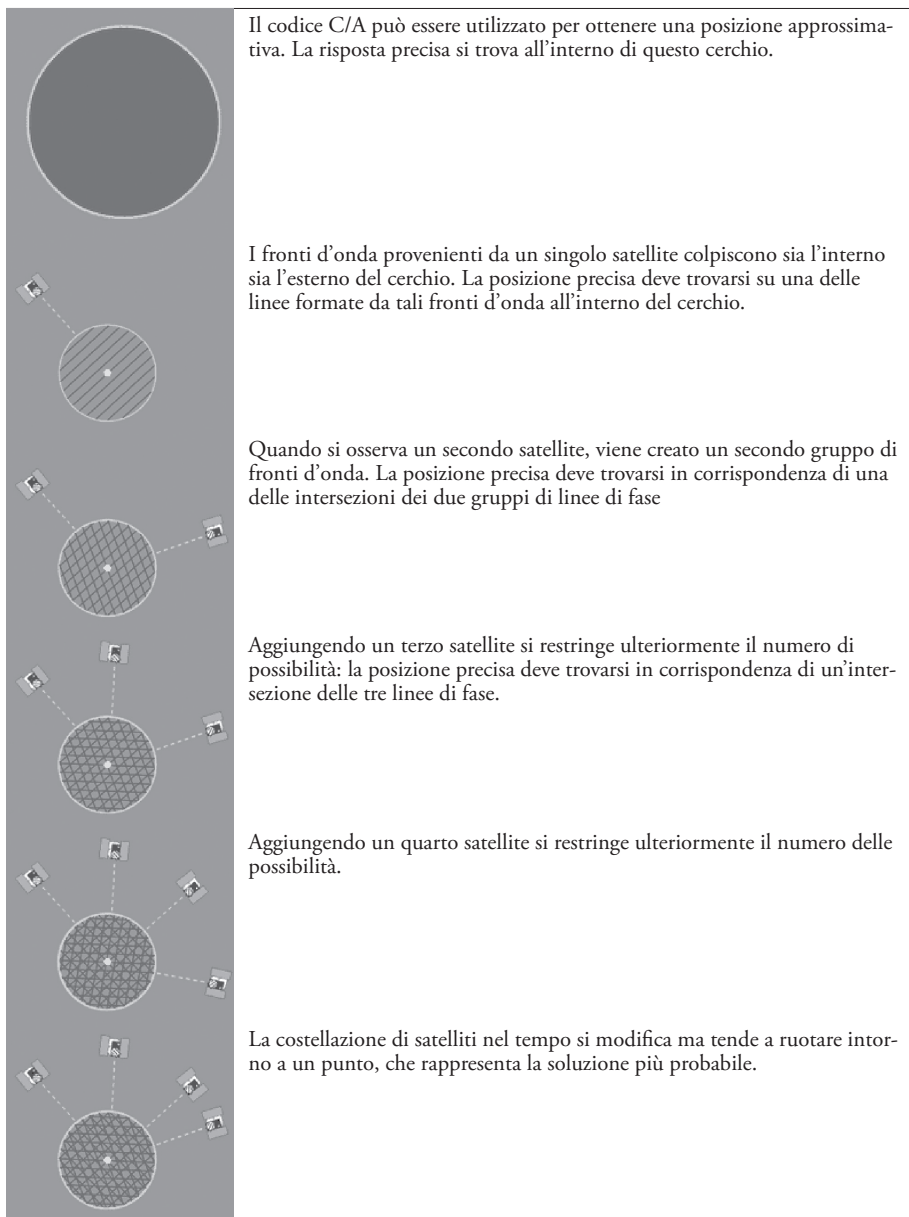 Il codice C/A può essere utilizzato per ottenere una posizione approssima-
tiva. La risposta precisa si trova all'interno di questo cerchio.
I fronti d'onda provenienti da un singolo satellite colpiscono sia l'interno
sia l'esterno del cerchio. La posizione precisa deve trovarsi su una delle
linee formate da tali fronti d'onda all'interno del cerchio.
Quando si osserva un secondo satellite, viene creato un secondo gruppo di
fronti d'onda. La posizione precisa deve trovarsi in corrispondenza di una
delle intersezioni dei due gruppi di linee di fase
Aggiungendo un terzo satellite si restringe ulteriormente il numero di
possibilità: la posizione precisa deve trovarsi in corrispondenza di un'inter-
sezione delle tre linee di fase.
Aggiungendo un quarto satellite si restringe ulteriormente il numero delle
possibilità.
La costellazione di satelliti nel tempo si modifica ma tende a ruotare intor-
no a un punto, che rappresenta la soluzione più probabile.